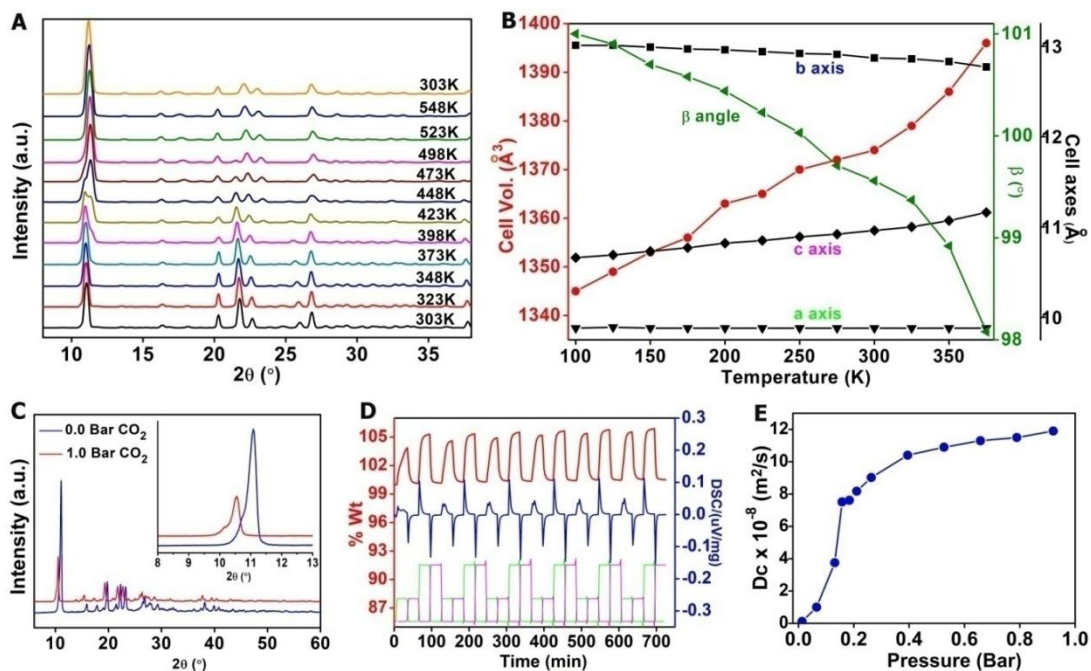 A
Intensity (a.u.)
303K
548K
523K
498K
473K
448K
423K
398K
373K
348K
323K
303K
10 15 20 25 30 35
2θ (°)
B
Cell Vol. (Å³)
1400
1390
1380
1370
1360
1350
1340
b axis
β angle
c axis
a axis
100 150 200 250 300 350
Temperature (K)
101
100
99
98
β (°)
13
12
11
10
Cell axes (Å)
C
Intensity (a.u.)
0.0 Bar CO₂
1.0 Bar CO₂
8 9 10 11 12 13
2θ (°)
10 20 30 40 50 60
2θ (°)
D
% Wt
105
102
99
96
93
90
87
0.3
0.2
0.1
0.0
-0.1
-0.2
-0.3
DSC/(uV/mg)
0 100 200 300 400 500 600 700
Time (min)
E
Dc x 10⁻⁸ (m²/s)
12
10
8
6
4
2
0
0.0 0.2 0.4 0.6 0.8 1.0
Pressure (Bar)